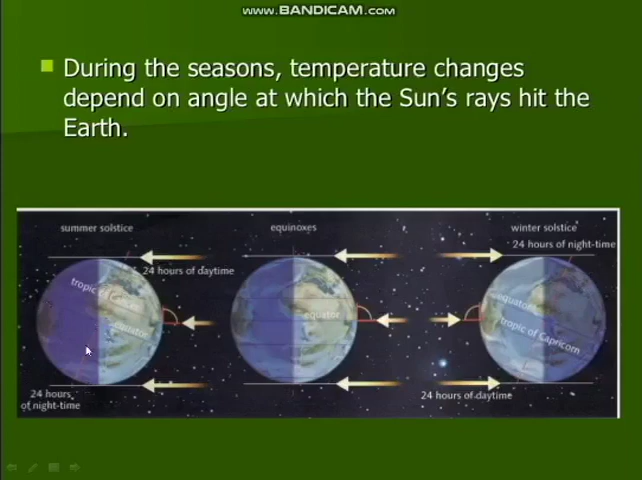 www.BANDICAM.com
During the seasons, temperature changes
depend on angle at which the Sun's rays hit the
Earth.
summer solstice
equinoxes
winter solstice
24 hours of night-time
24 hours of daytime
tropic of Cancer
equator
equator
equator
tropic of Capricorn
24 hours
of night-time
24 hours of daytime